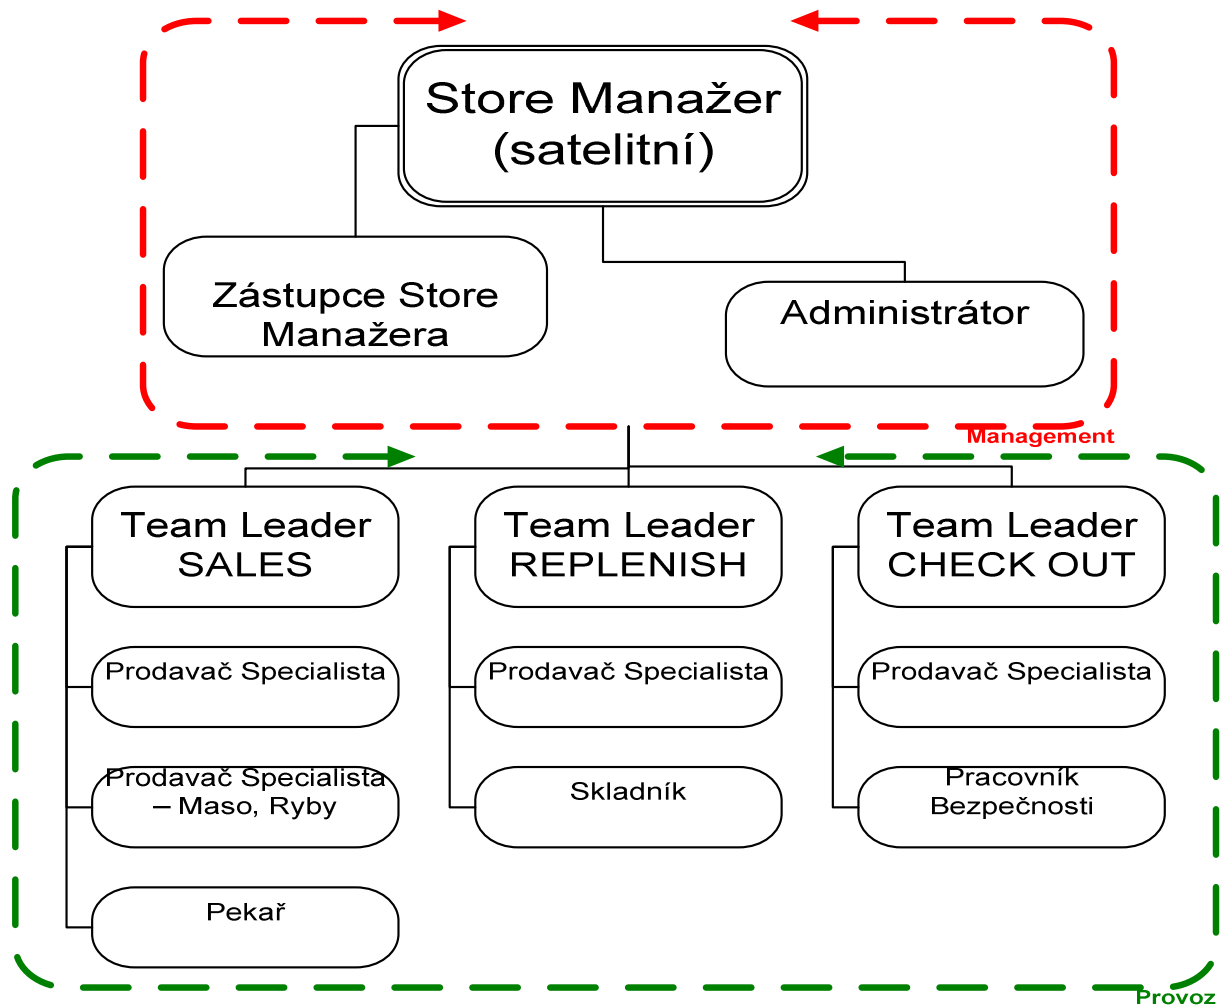 Store Manažer
(satelitní)
Zástupce Store
Manažera
Administrátor
Management
Team Leader
SALES
Team Leader
REPLENISH
Team Leader
CHECK OUT
Prodavač Specialista
Prodavač Specialista
Prodavač Specialista
Prodavač Specialista
– Maso, Ryby
Skladník
Pracovník
Bezpečnosti
Pekař
Provoz